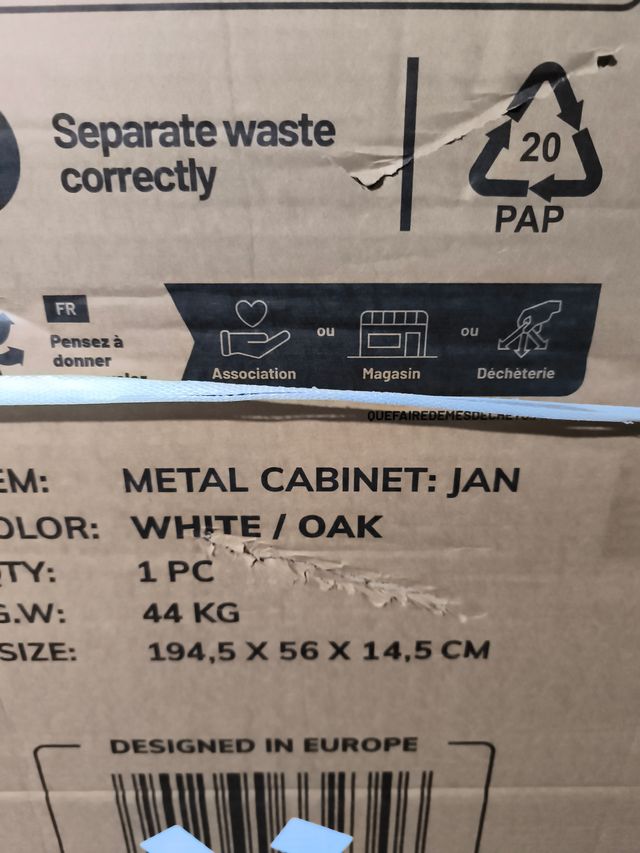 Separate waste
correctly
20
PAP
FR
Pensez à
donner
Association
ou
Magasin
ou
Déchèterie
EM: METAL CABINET: JAN
OLOR: WHITE / OAK
TY: 1 PC
G.W: 44 KG
SIZE: 194,5 X 56 X 14,5 CM
DESIGNED IN EUROPE